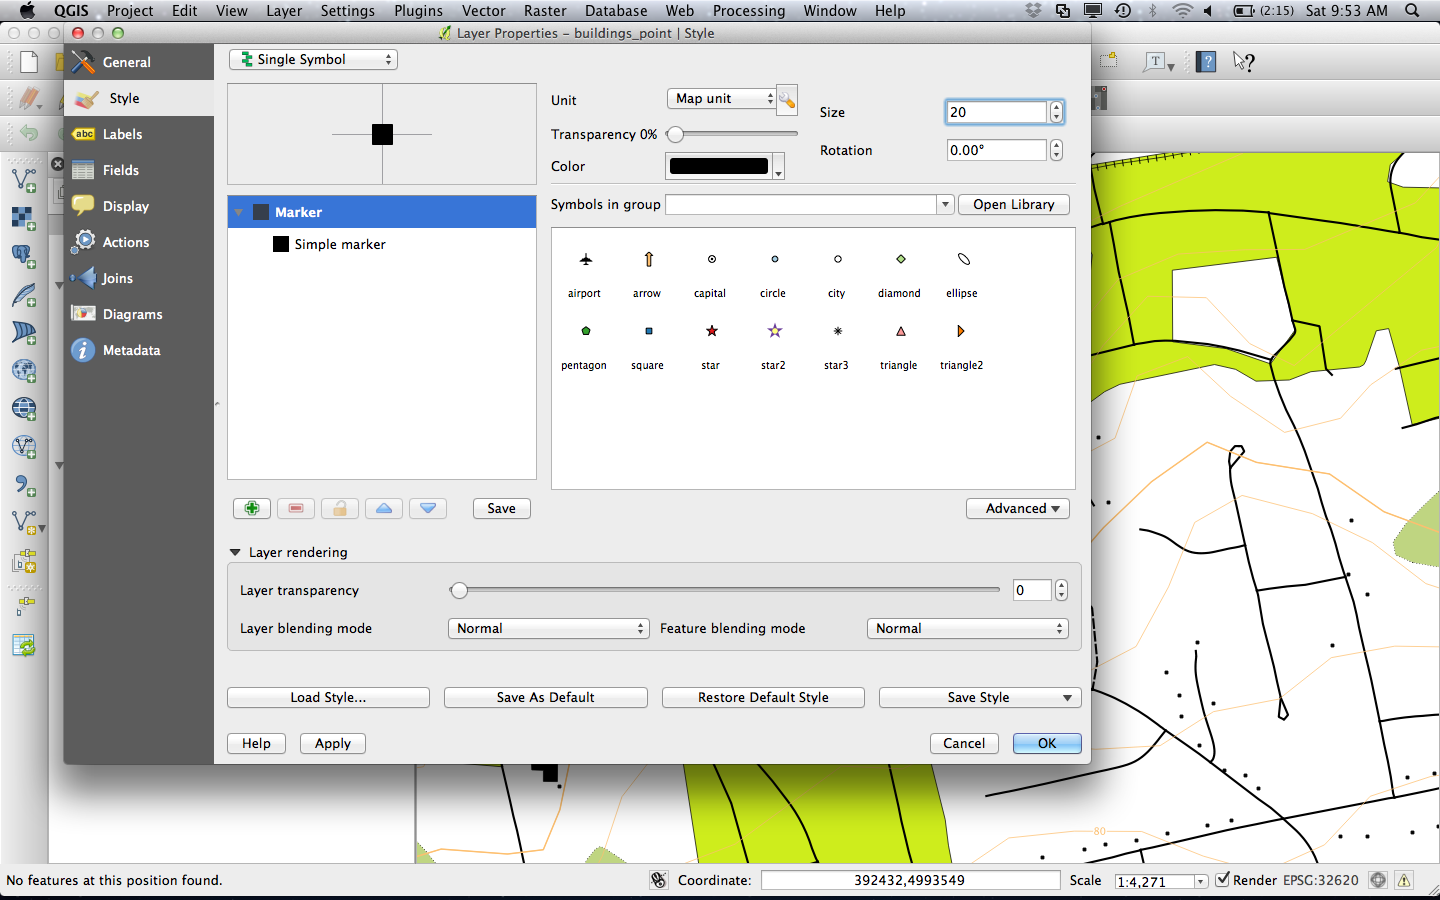 QGIS Project Edit View Layer Settings Plugins Vector Raster Database Web Processing Window Help (2:15) Sat 9:53 AM
Layer Properties – buildings_point | Style
General
Style
abc Labels
Fields
Display
Actions
Joins
Diagrams
Metadata
Single Symbol
Unit Map unit
Size 20
Transparency 0%
Rotation 0.00°
Color
Marker
Simple marker
Symbols in group Open Library
airport arrow capital circle city diamond ellipse
pentagon square star star2 star3 triangle triangle2
Save
Advanced
Layer rendering
Layer transparency 0
Layer blending mode Normal Feature blending mode Normal
Load Style... Save As Default Restore Default Style Save Style
Help Apply Cancel OK
T
?
?
80
No features at this position found. Coordinate: 392432,4993549 Scale 1:4,271 Render EPSG:32620